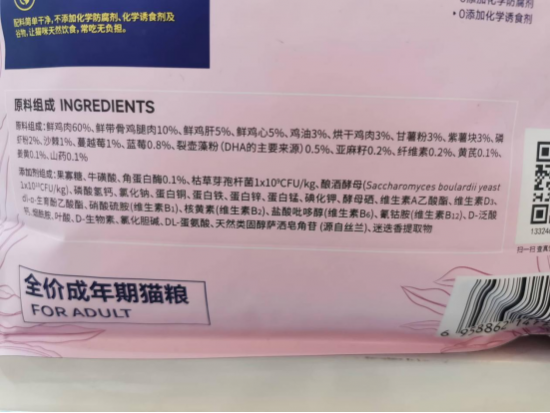 配料简单干净,不添加化学防腐剂、化学诱食剂及
谷物,让猫咪天然饮食,常吃无负担。
• 0添加化学防腐剂
• 0添加化学诱食剂
原料组成 INGREDIENTS
原料组成:鲜鸡肉60%、鲜带骨鸡腿肉10%、鲜鸡肝5%、鲜鸡心5%、鸡油3%、烘干鸡肉3%、甘薯粉3%、紫薯块3%、磷
虾粉2%、沙棘1%、蔓越莓1%、蓝莓0.8%、裂壶藻粉(DHA的主要来源)0.5%、亚麻籽0.2%、纤维素0.2%、黄芪0.1%、
姜黄0.1%、山药0.1%
添加剂组成:果寡糖、牛磺酸、角蛋白酶0.1%、枯草芽孢杆菌1x10⁸CFU/kg、酿酒酵母(Saccharomyces boulardii yeast
1x10¹⁰CFU/kg)、磷酸氢钙、氯化钠、蛋白铜、蛋白铁、蛋白锌、蛋白锰、碘化钾、酵母硒、维生素A乙酸酯、维生素D₃、
dl-α-生育酚乙酸酯、硝酸硫胺(维生素B₁)、核黄素(维生素B₂)、盐酸吡哆醇(维生素B₆)、氰钴胺(维生素B₁₂)、D-泛酸
钙、烟酰胺、叶酸、D-生物素、氯化胆碱、DL-蛋氨酸、天然类固醇萨洒皂角苷 (源自丝兰)、迷迭香提取物
全价成年期猫粮
FOR ADULT